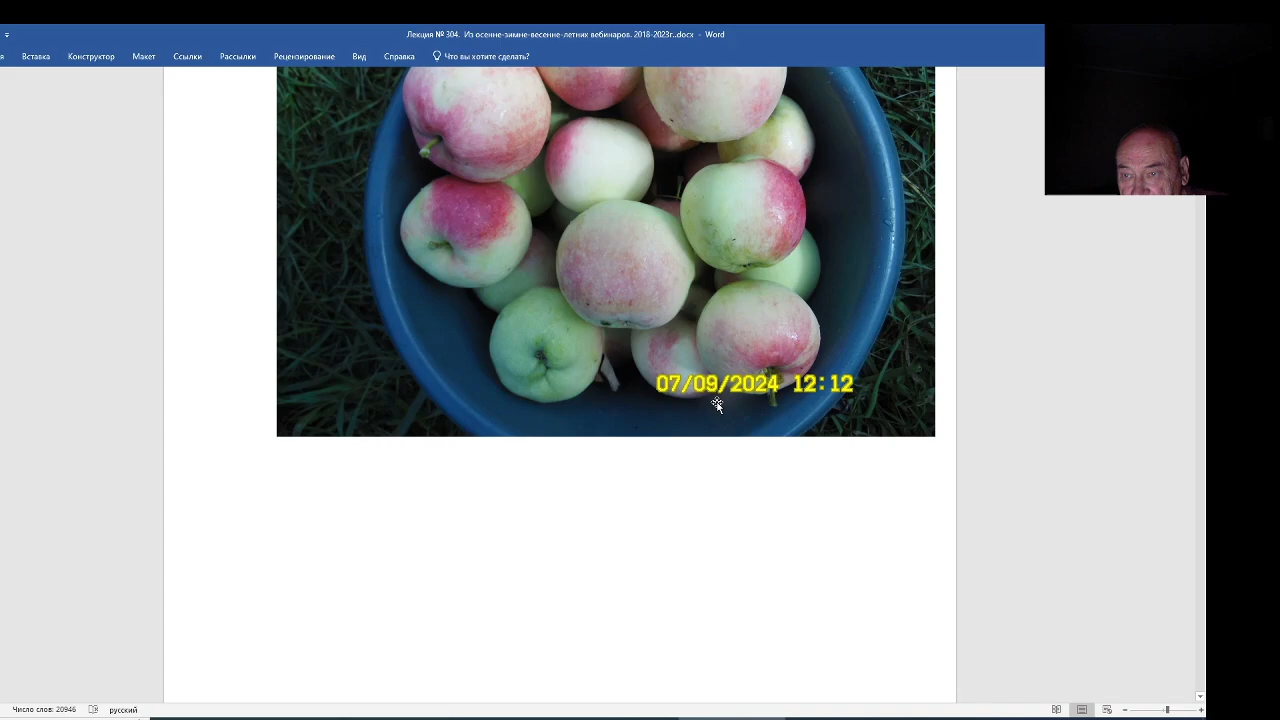 Лекция № 304. Из осенне-зимне-весенне-летних вебинаров. 2018-2023г..docx - Word
я Вставка Конструктор Макет Ссылки Рассылки Рецензирование Вид Справка Что вы хотите сделать?
07/09/2024 12:12
Число слов: 20946 русский